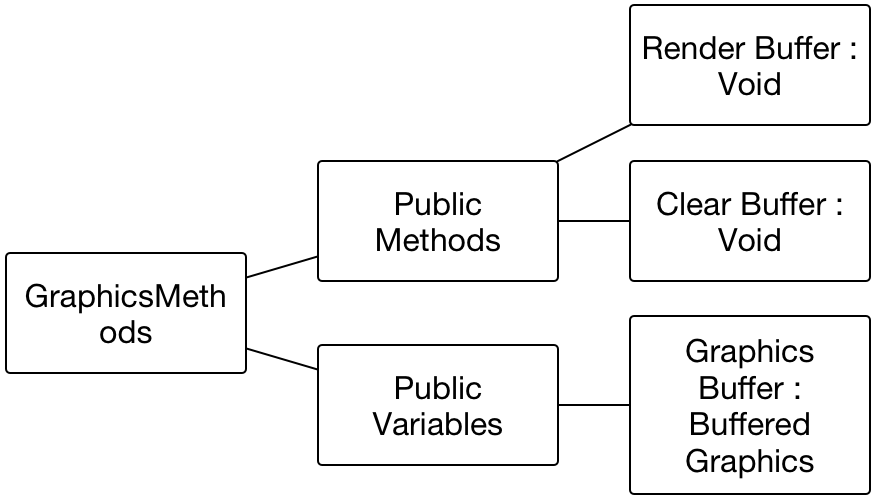 Render Buffer :
Void
Public
Methods
Clear Buffer :
Void
GraphicsMeth
ods
Public
Variables
Graphics
Buffer :
Buffered
Graphics